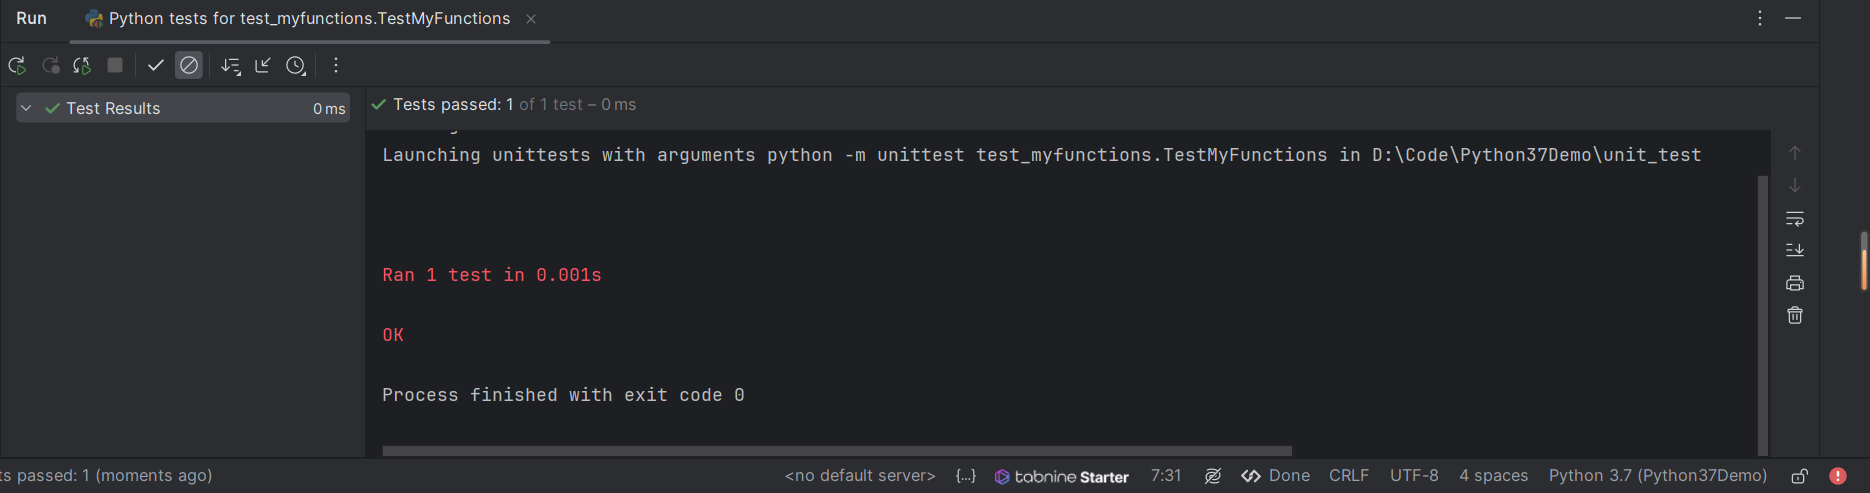 Run
Python tests for test_myfunctions.TestMyFunctions
Test Results 0 ms
Tests passed: 1 of 1 test – 0 ms
Launching unittests with arguments python -m unittest test_myfunctions.TestMyFunctions in D:\Code\Python37Demo\unit_test
Ran 1 test in 0.001s
OK
Process finished with exit code 0
ts passed: 1 (moments ago)
<no default server> {...} tabnine Starter 7:31 Done CRLF UTF-8 4 spaces Python 3.7 (Python37Demo)